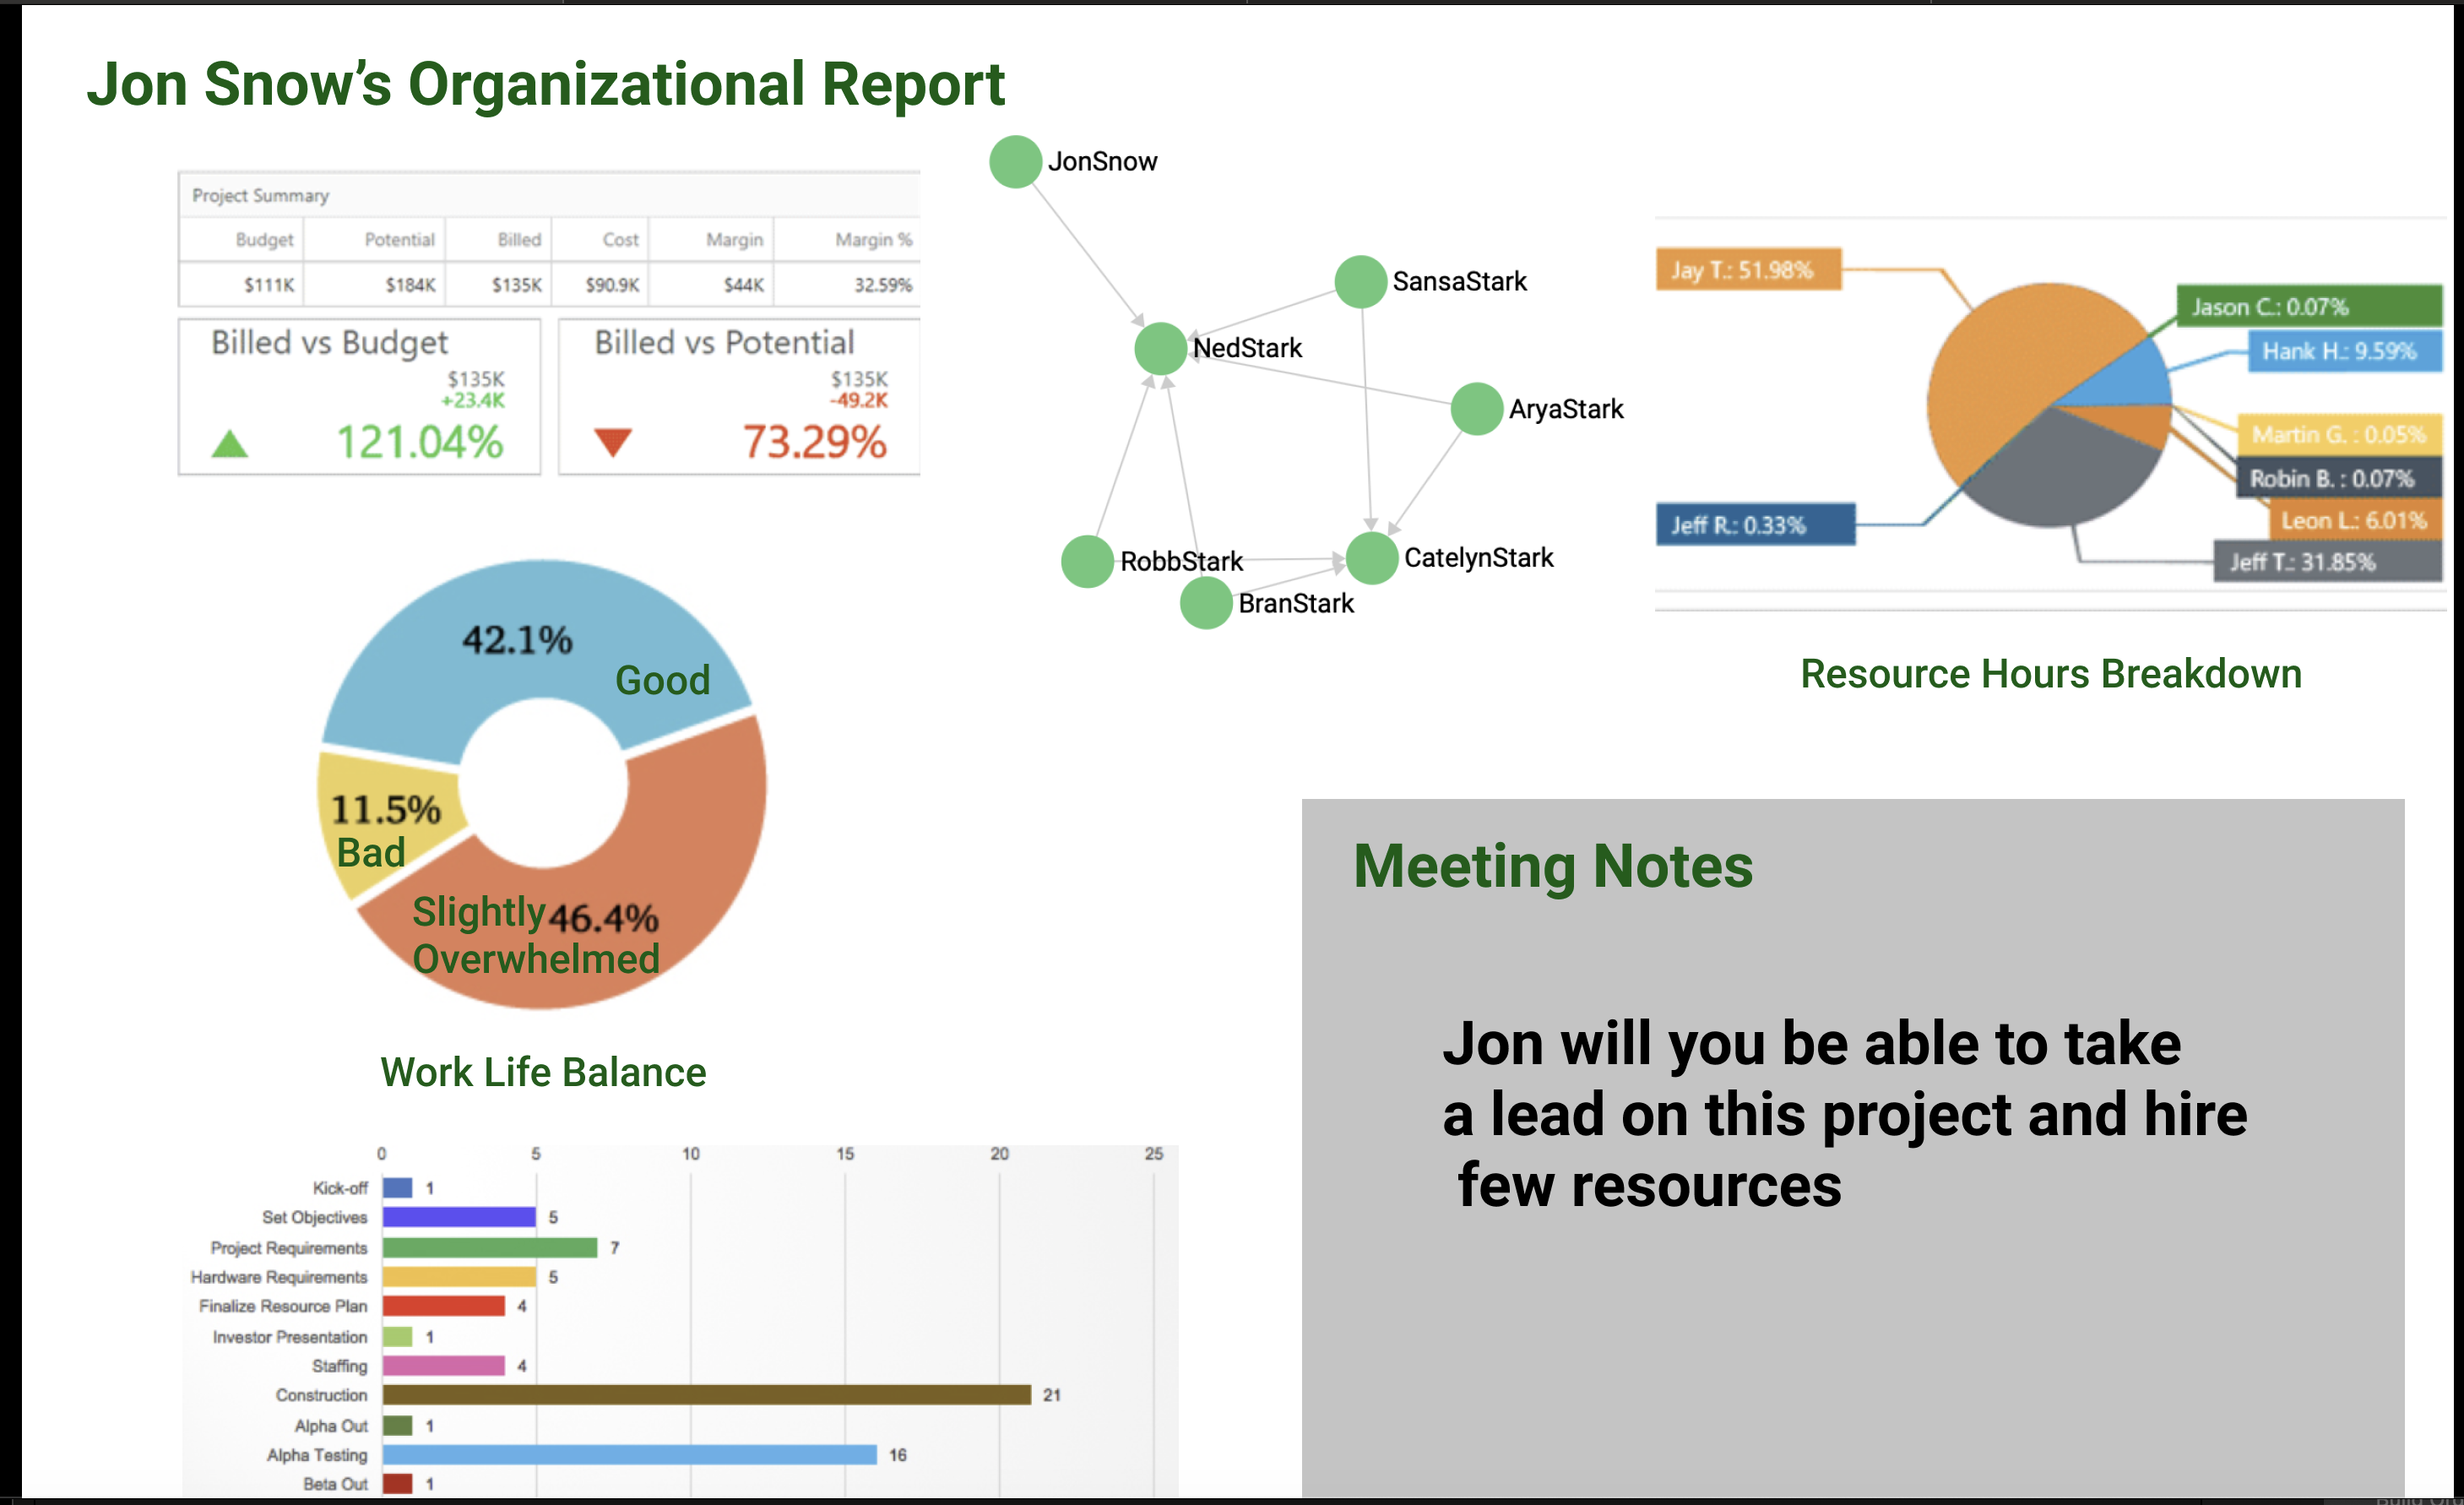 Jon Snow’s Organizational Report
Project Summary
Budget Potential Billed Cost Margin Margin %
$111K $184K $135K $90.9K $44K 32.59%
Billed vs Budget
$135K
+23.4K
121.04%
Billed vs Potential
$135K
-49.2K
73.29%
JonSnow
SansaStark
NedStark
AryaStark
RobbStark
CatelynStark
BranStark
Jay T.: 51.98%
Jason C.: 0.07%
Hank H.: 9.59%
Martin G. : 0.05%
Robin B. : 0.07%
Leon L.: 6.01%
Jeff R.: 0.33%
Jeff T.: 31.85%
Resource Hours Breakdown
42.1%
Good
11.5%
Bad
Slightly 46.4%
Overwhelmed
Work Life Balance
0 5 10 15 20 25
Kick-off 1
Set Objectives 5
Project Requirements 7
Hardware Requirements 5
Finalize Resource Plan 4
Investor Presentation 1
Staffing 4
Construction 21
Alpha Out 1
Alpha Testing 16
Beta Out 1
Meeting Notes
Jon will you be able to take
a lead on this project and hire
few resources